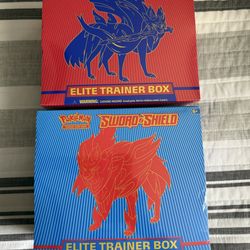 ELITE TRAINER BOX
WARNING:
POKÉMON
SWORD & SHIELD
ELITE TRAINER BOX